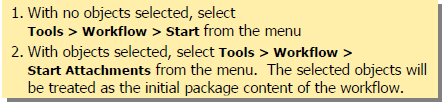 1. With no objects selected, select
Tools > Workflow > Start from the menu
2. With objects selected, select Tools > Workflow >
Start Attachments from the menu.  The selected objects will
be treated as the initial package content of the workflow.